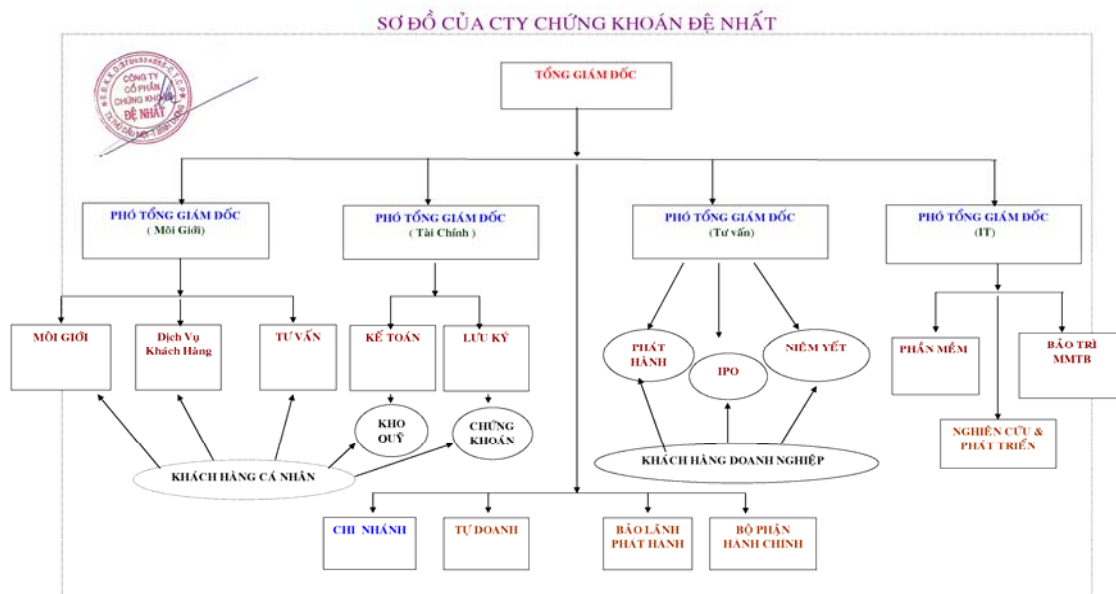 SƠ ĐỒ CỦA CTY CHỨNG KHOÁN ĐỆ NHẤT
CÔNG TY
CỔ PHẦN
CHỨNG KHOÁN
ĐỆ NHẤT
TỔNG GIÁM ĐỐC
PHÓ TỔNG GIÁM ĐỐC
( Môi Giới)
PHÓ TỔNG GIÁM ĐỐC
( Tài Chính )
PHÓ TỔNG GIÁM ĐỐC
(Tư vấn)
PHÓ TỔNG GIÁM ĐỐC
(IT)
MÔI GIỚI
Dịch Vụ
Khách Hàng
TƯ VẤN
KẾ TOÁN
LƯU KÝ
PHÁT
HÀNH
IPO
NIÊM YẾT
PHẦN MỀM
BẢO TRÌ
MMTB
KHO
QUỸ
CHỨNG
KHOÁN
NGHIÊN CỨU &
PHÁT TRIỂN
KHÁCH HÀNG CÁ NHÂN
KHÁCH HÀNG DOANH NGHIỆP
CHI NHÁNH
TỰ DOANH
BẢO LÃNH
PHÁT HÀNH
BỘ PHẬN
HÀNH CHÍNH